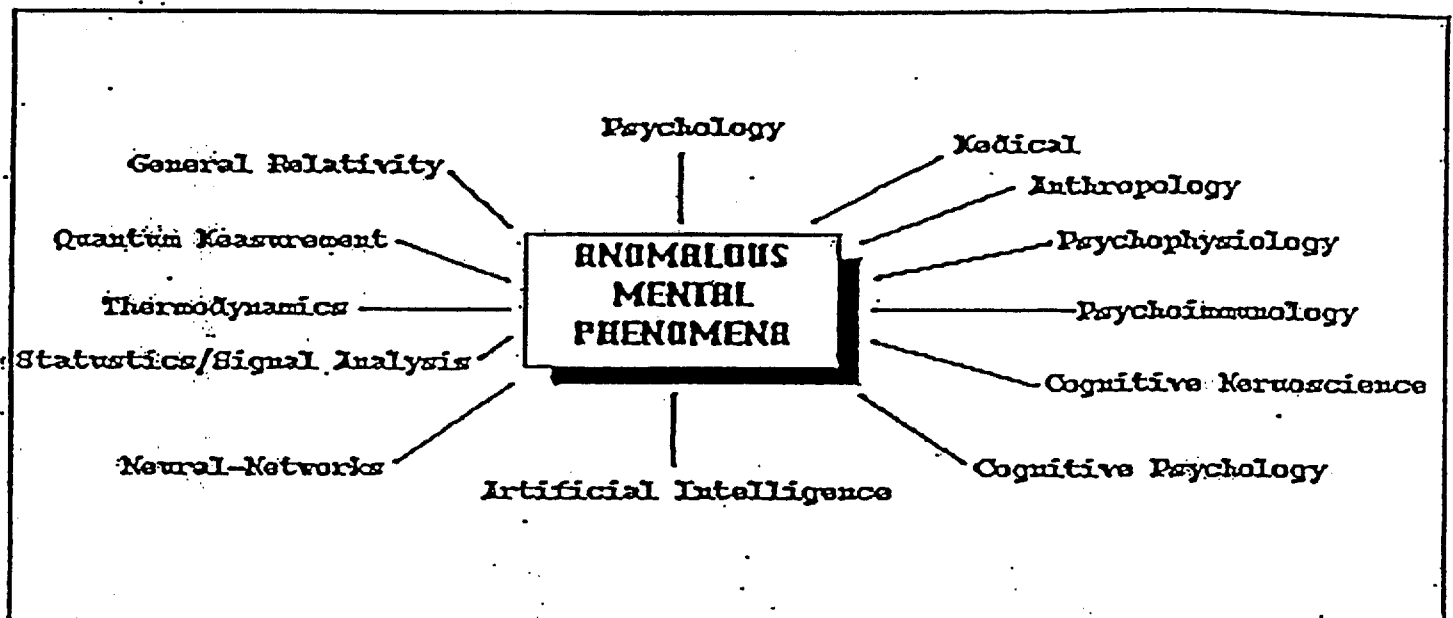 Psychology
General Relativity
Medical
Anthropology
Quantum Measurement
ANOMALOUS
MENTAL
PHENOMENA
Psychophysiology
Thermodynamics
Psychoimmunology
Statustics/Signal Analysis
Cognitive Neruoscience
Neural-Networks
Cognitive Psychology
Artificial Intelligence